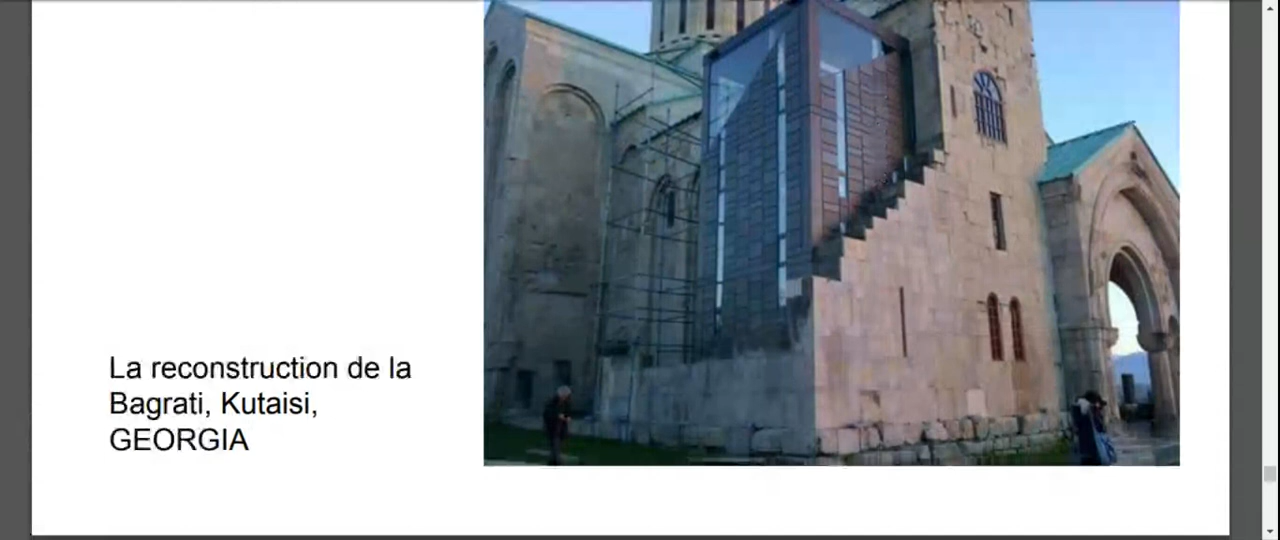 La reconstruction de la
Bagrati, Kutaisi,
GEORGIA